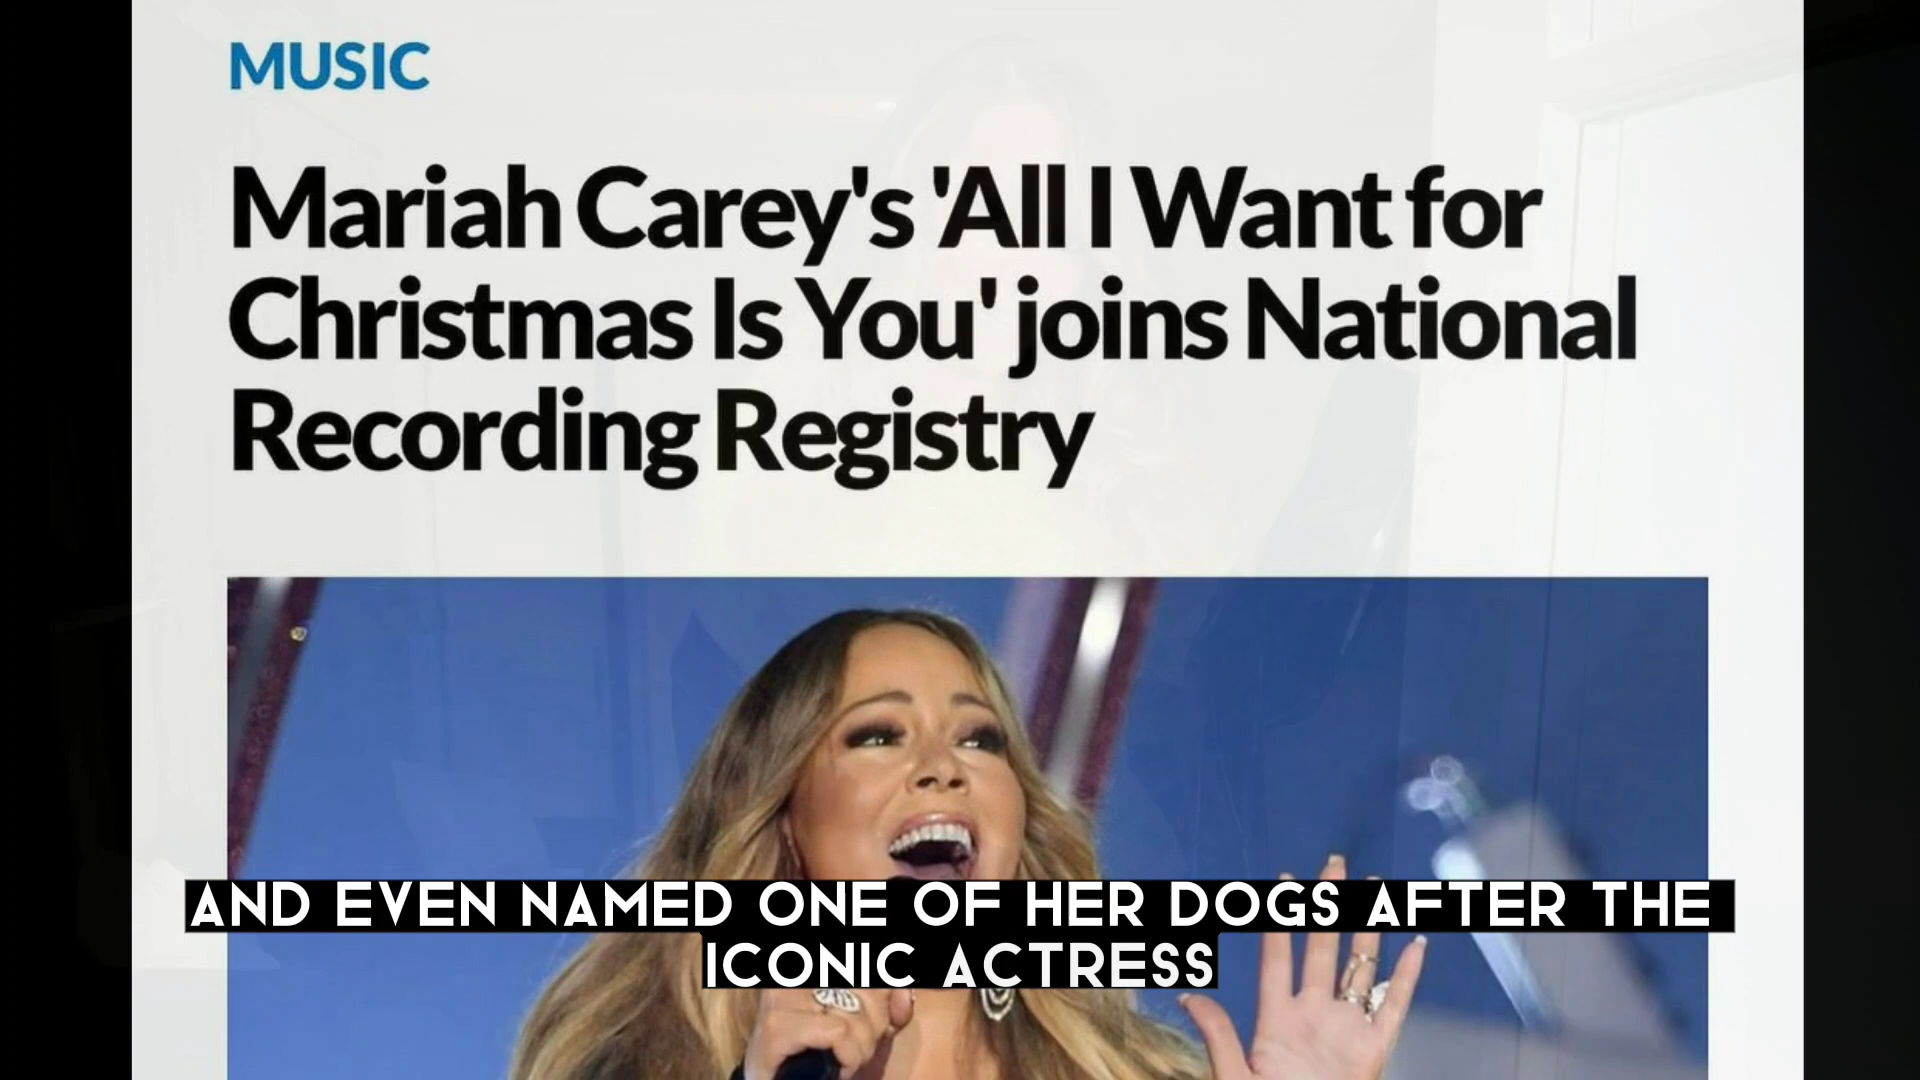 MUSIC
Mariah Carey's 'All I Want for
Christmas Is You' joins National
Recording Registry
AND EVEN NAMED ONE OF HER DOGS AFTER THE
ICONIC ACTRESS